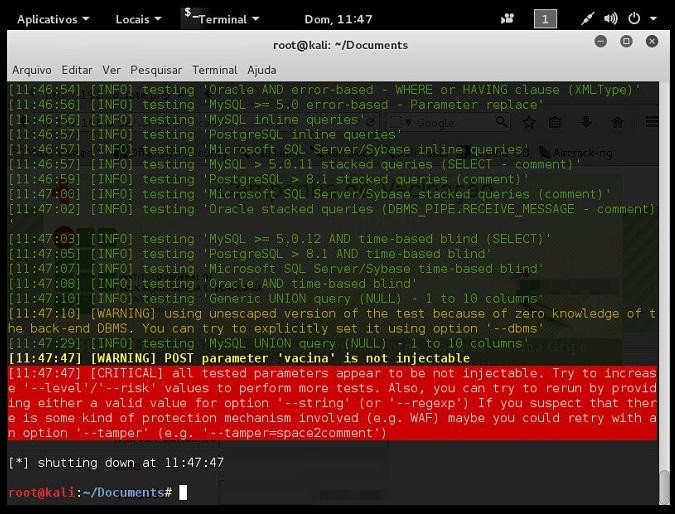 Aplicativos Locais Terminal Dom, 11:47 1
root@kali: ~/Documents
Arquivo Editar Ver Pesquisar Terminal Ajuda
[11:46:54] [INFO] testing 'Oracle AND error-based - WHERE or HAVING clause (XMLType)'
[11:46:56] [INFO] testing 'MySQL >= 5.0 error-based - Parameter replace'
[11:46:56] [INFO] testing 'MySQL inline queries'
[11:46:57] [INFO] testing 'PostgreSQL inline queries'
[11:46:57] [INFO] testing 'Microsoft SQL Server/Sybase inline queries'
[11:46:57] [INFO] testing 'MySQL > 5.0.11 stacked queries (SELECT - comment)'
[11:46:59] [INFO] testing 'PostgreSQL > 8.1 stacked queries (comment)'
[11:47:00] [INFO] testing 'Microsoft SQL Server/Sybase stacked queries (comment)'
[11:47:02] [INFO] testing 'Oracle stacked queries (DBMS_PIPE.RECEIVE_MESSAGE - comment)
'
[11:47:03] [INFO] testing 'MySQL >= 5.0.12 AND time-based blind (SELECT)'
[11:47:05] [INFO] testing 'PostgreSQL > 8.1 AND time-based blind'
[11:47:07] [INFO] testing 'Microsoft SQL Server/Sybase time-based blind'
[11:47:08] [INFO] testing 'Oracle AND time-based blind'
[11:47:10] [INFO] testing 'Generic UNION query (NULL) - 1 to 10 columns'
[11:47:10] [WARNING] using unescaped version of the test because of zero knowledge of t
he back-end DBMS. You can try to explicitly set it using option '--dbms'
[11:47:29] [INFO] testing 'MySQL UNION query (NULL) - 1 to 10 columns'
[11:47:47] [WARNING] POST parameter 'vacina' is not injectable
[11:47:47] [CRITICAL] all tested parameters appear to be not injectable. Try to increas
e '--level'/'--risk' values to perform more tests. Also, you can try to rerun by provid
ing either a valid value for option '--string' (or '--regexp') If you suspect that ther
e is some kind of protection mechanism involved (e.g. WAF) maybe you could retry with a
n option '--tamper' (e.g. '--tamper=space2comment')
[*] shutting down at 11:47:47
root@kali:~/Documents#
Google
Aircrack-ng
Gripe